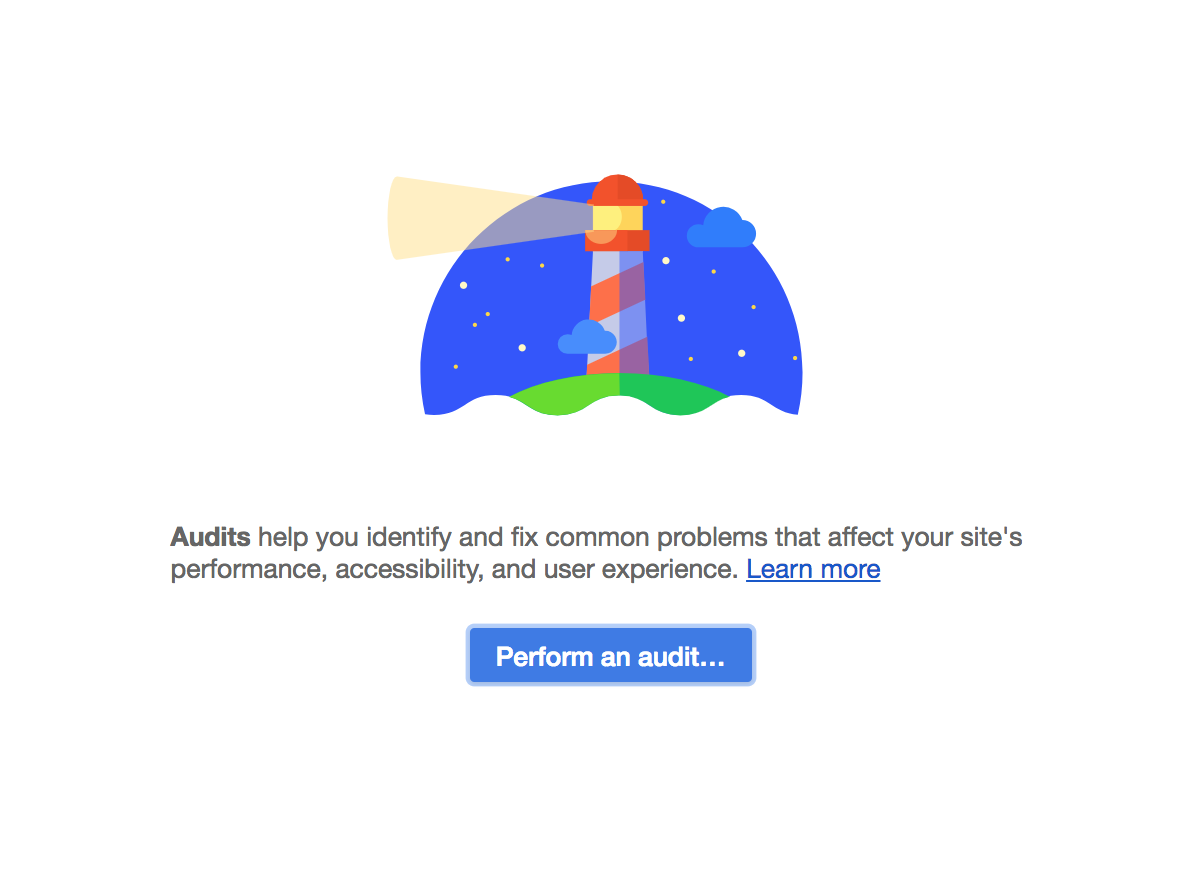 Audits help you identify and fix common problems that affect your site's
performance, accessibility, and user experience. Learn more
Perform an audit…